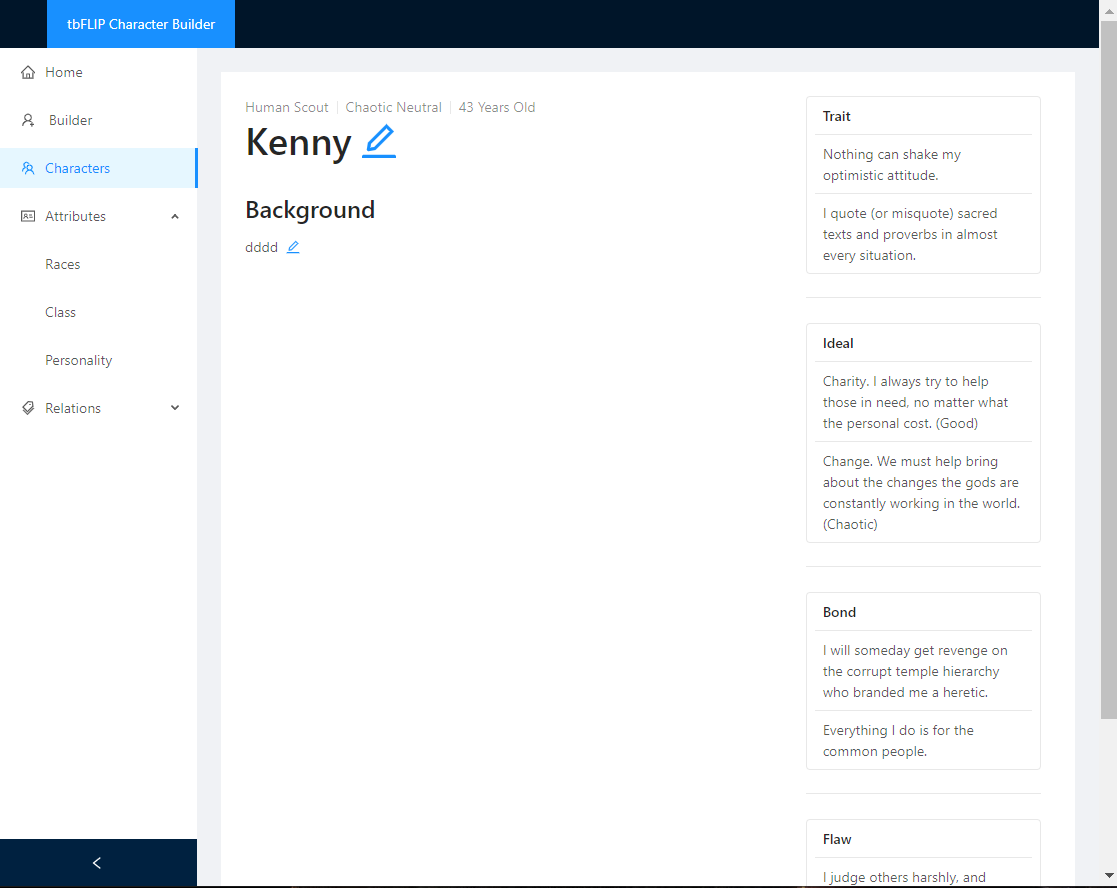 tbFLIP Character Builder
Home
Builder
Characters
Attributes
Races
Class
Personality
Relations
Human Scout
Chaotic Neutral
43 Years Old
Kenny
Background
dddd
Trait
Nothing can shake my
optimistic attitude.
I quote (or misquote) sacred
texts and proverbs in almost
every situation.
Ideal
Charity. I always try to help
those in need, no matter what
the personal cost. (Good)
Change. We must help bring
about the changes the gods are
constantly working in the world.
(Chaotic)
Bond
I will someday get revenge on
the corrupt temple hierarchy
who branded me a heretic.
Everything I do is for the
common people.
Flaw
I judge others harshly, and